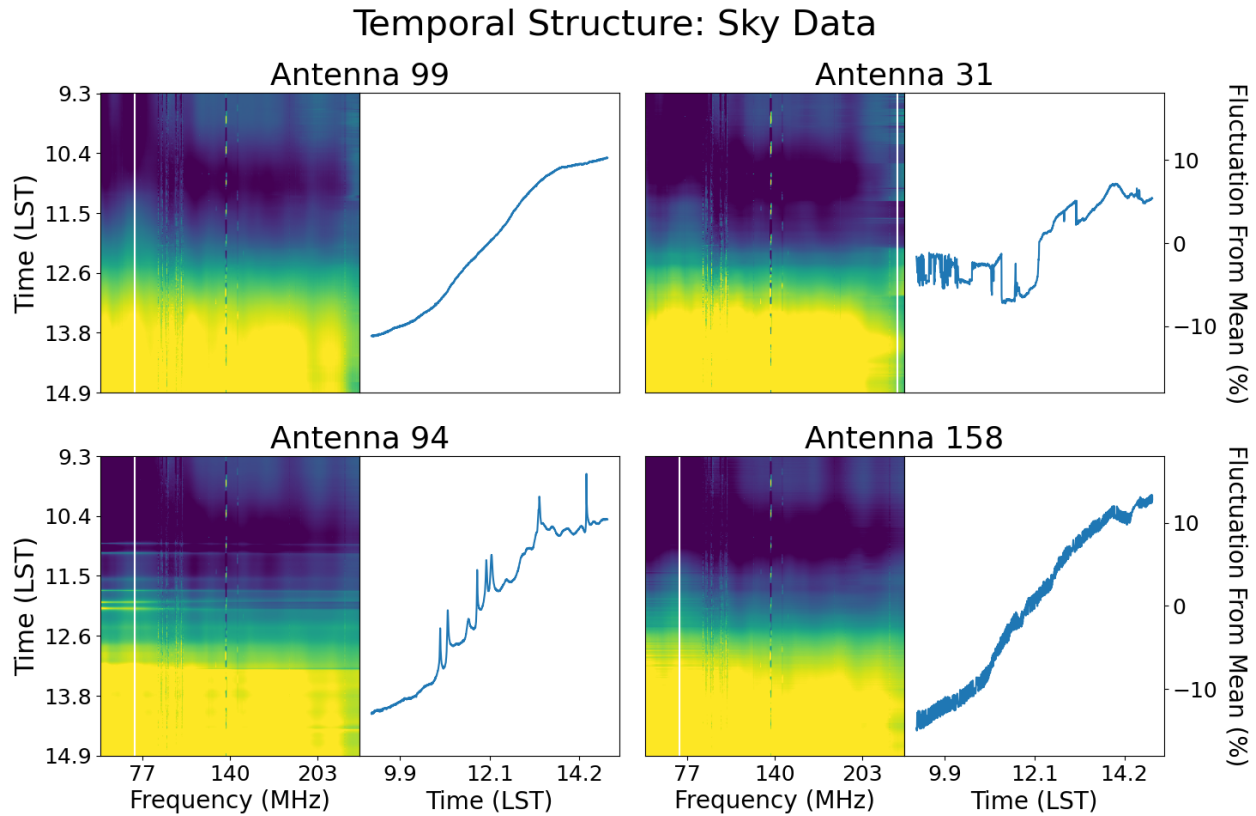 Temporal Structure: Sky Data
Antenna 99
Antenna 31
9.3
10.4
11.5
12.6
13.8
14.9
Time (LST)
10
0
−10
Fluctuation From Mean (%)
Antenna 94
Antenna 158
9.3
10.4
11.5
12.6
13.8
14.9
Time (LST)
10
0
−10
Fluctuation From Mean (%)
77 140 203 9.9 12.1 14.2 77 140 203 9.9 12.1 14.2
Frequency (MHz) Time (LST) Frequency (MHz) Time (LST)